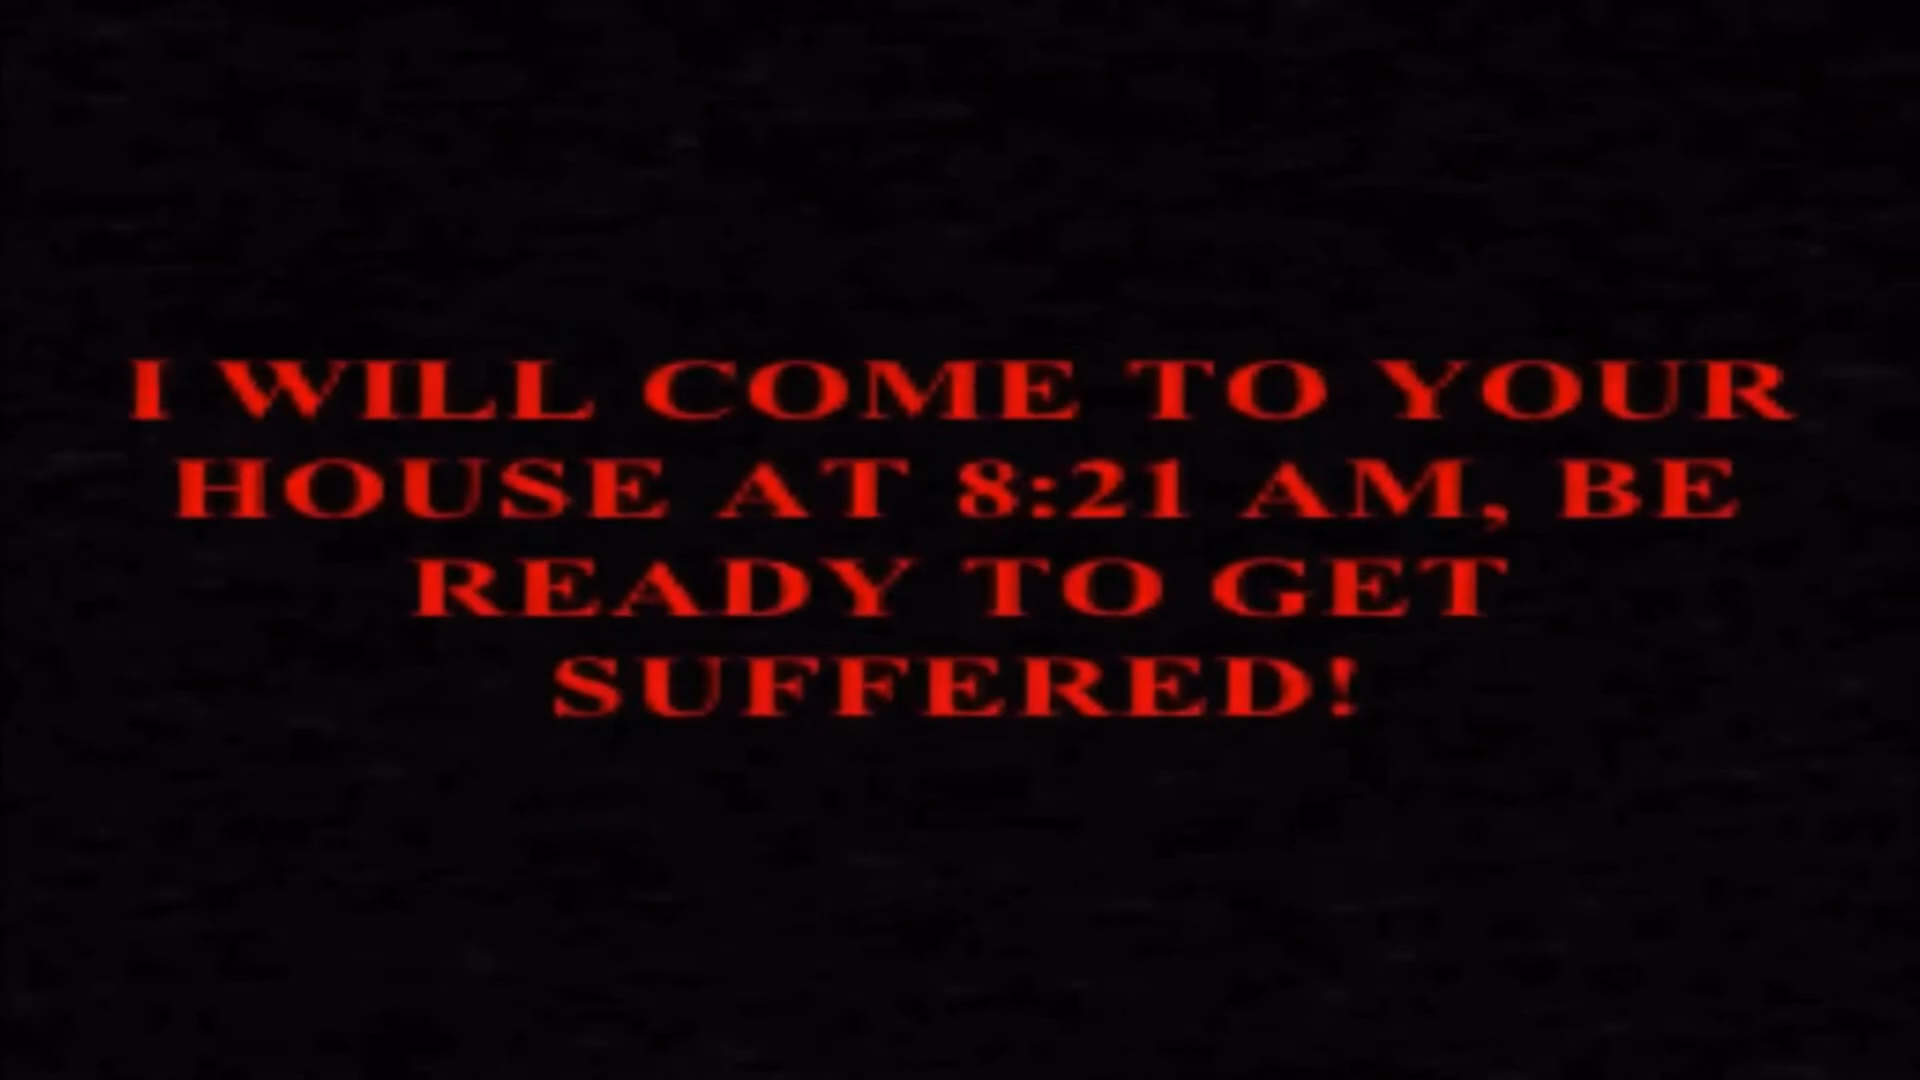 I WILL COME TO YOUR
HOUSE AT 8:21 AM, BE
READY TO GET
SUFFERED!